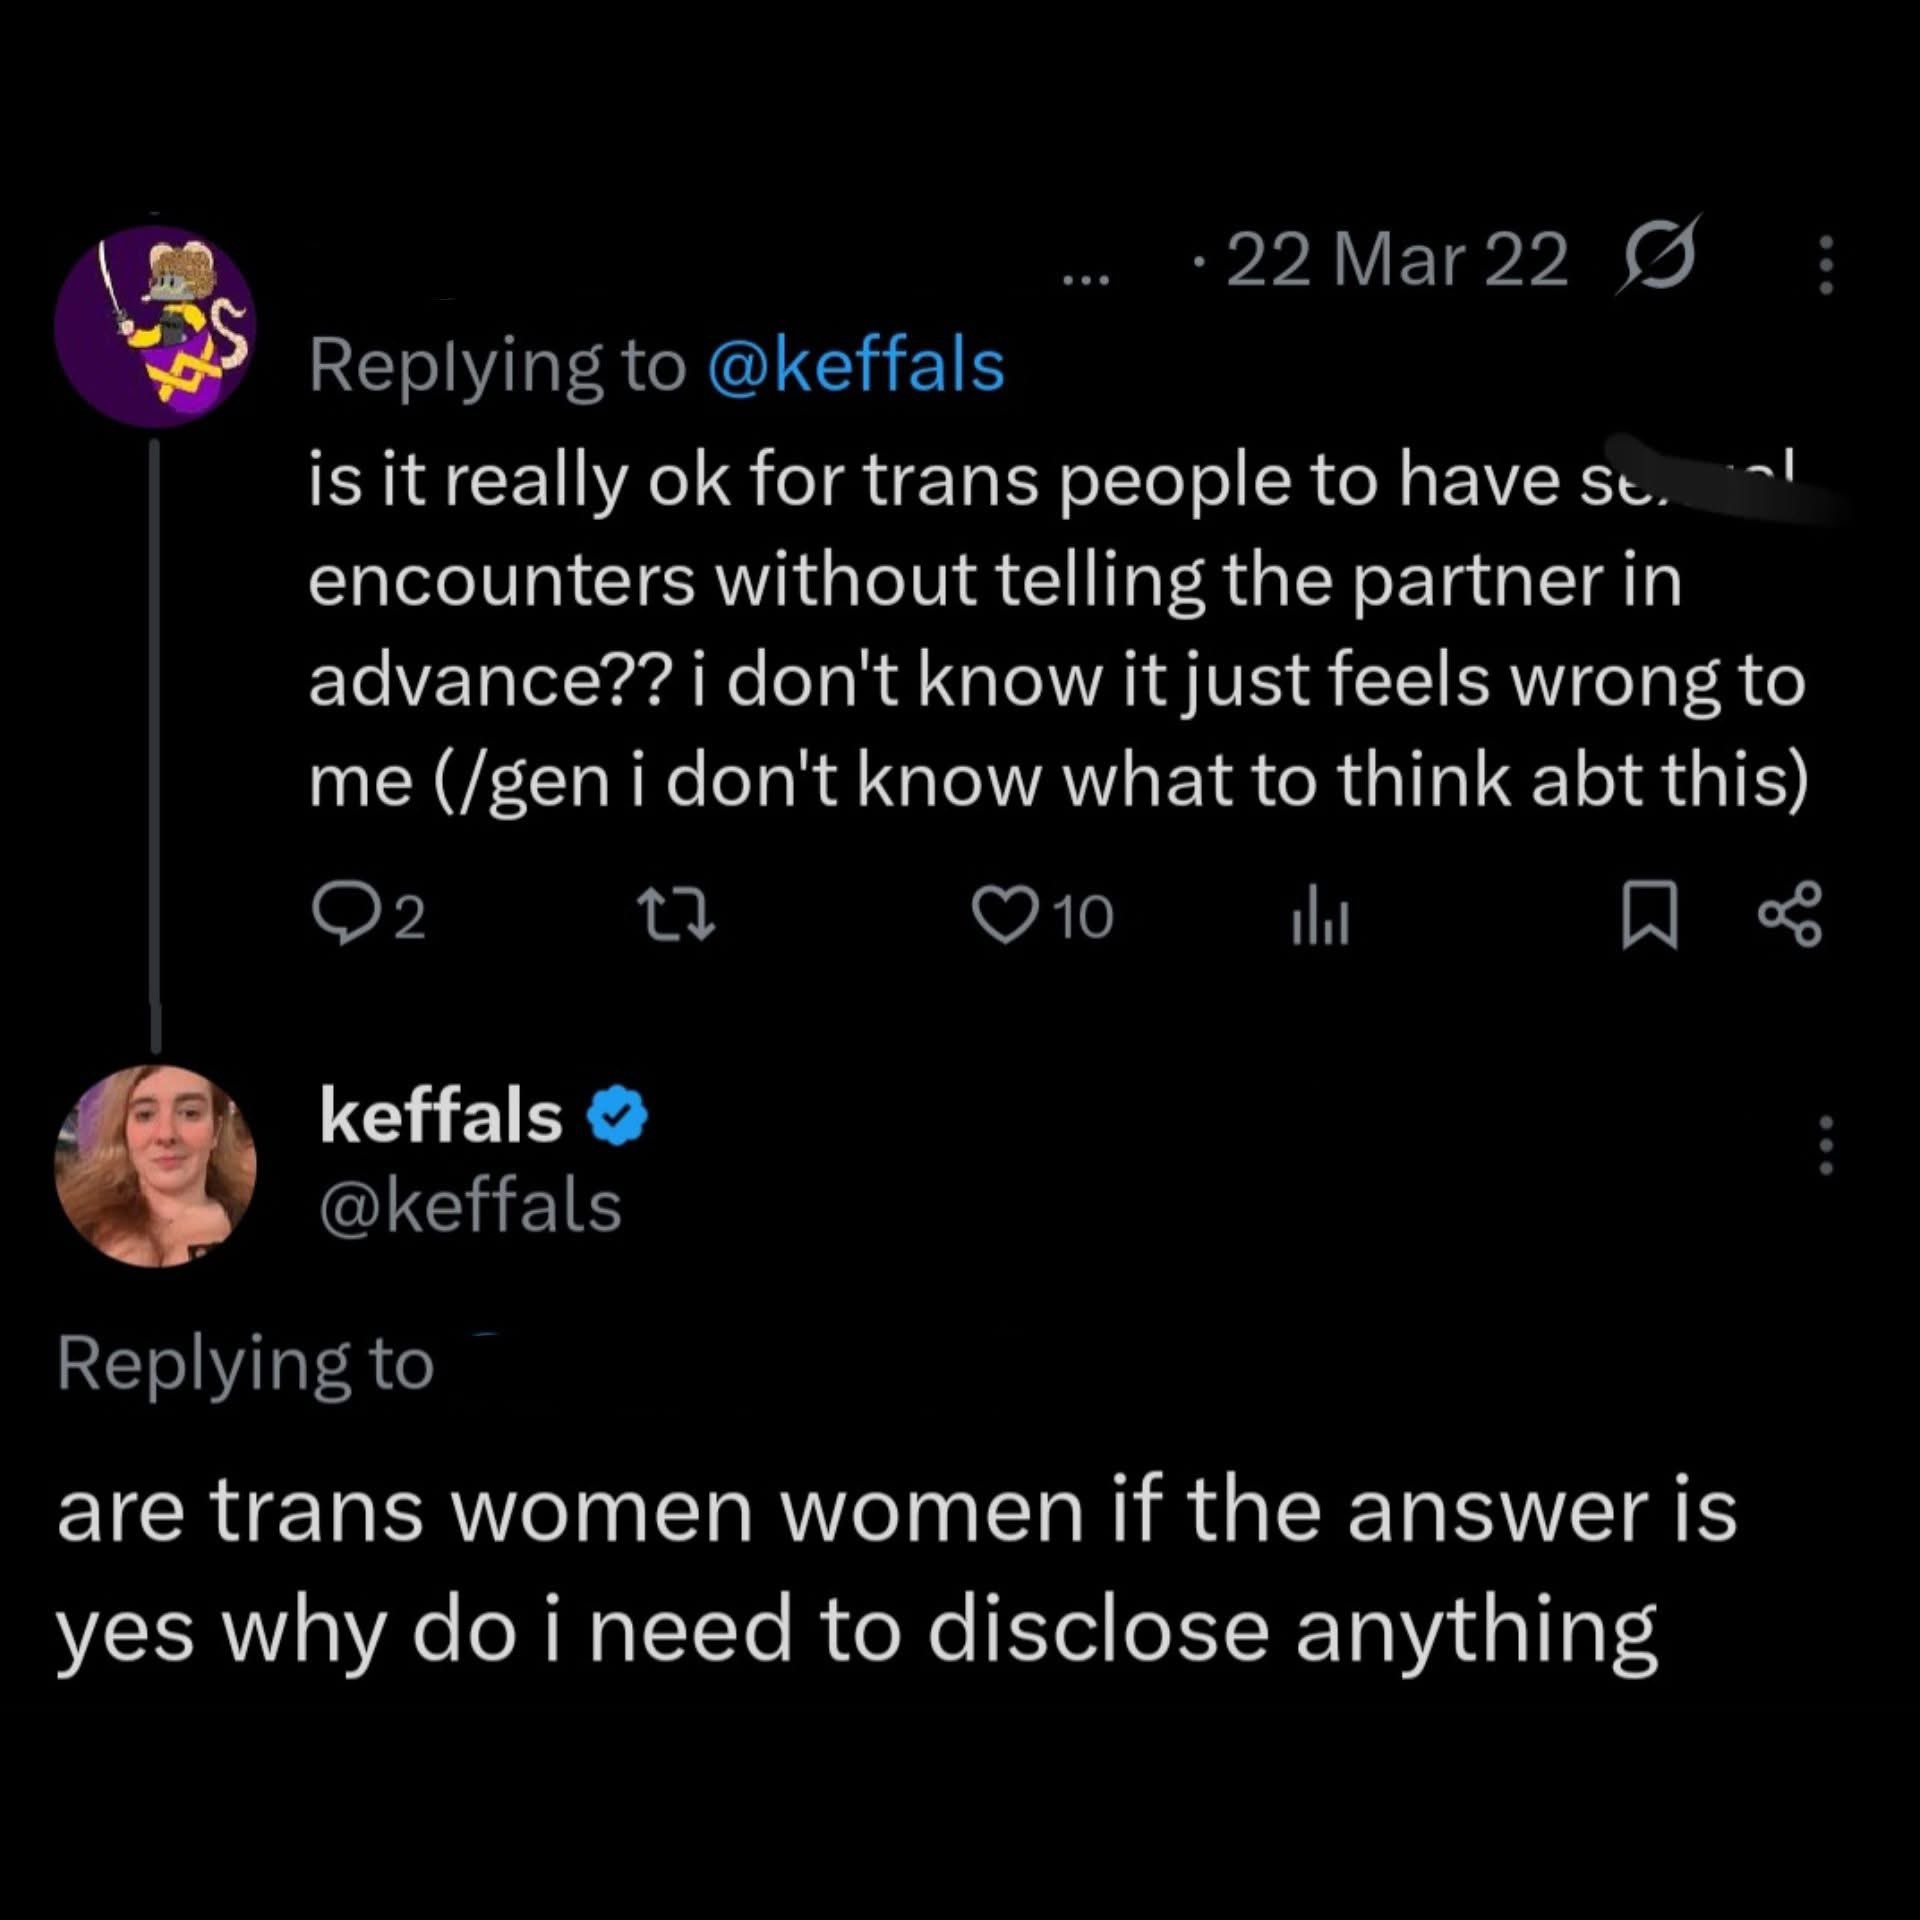 ... · 22 Mar 22
Replying to @keffals
is it really ok for trans people to have
encounters without telling the partner in
advance?? i don't know it just feels wrong to
me (/gen i don't know what to think abt this)
2 10
keffals
@keffals
Replying to
are trans women women if the answer is
yes why do i need to disclose anything